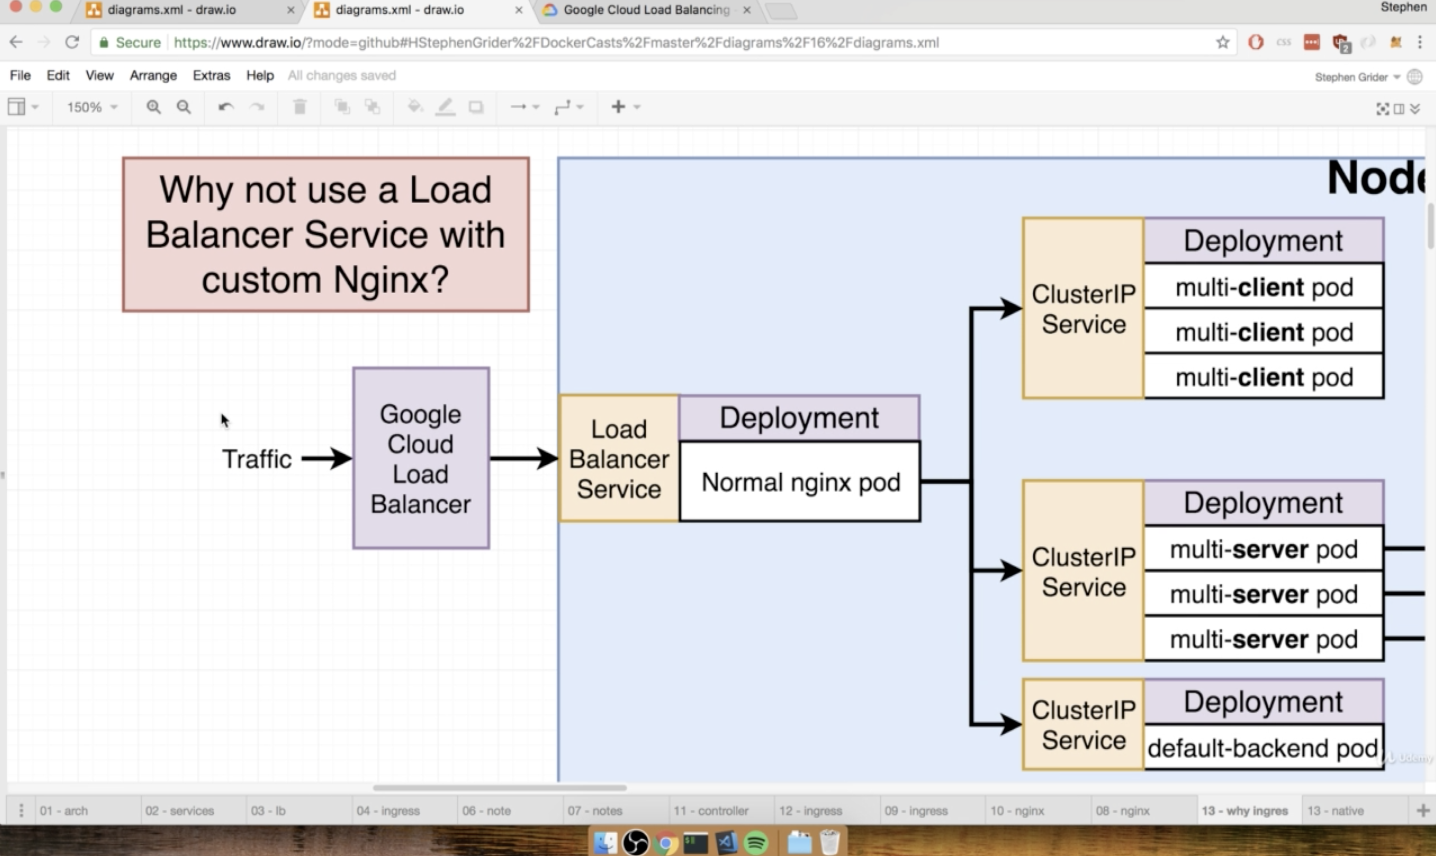 Stephen
diagrams.xml - draw.io
diagrams.xml - draw.io
Google Cloud Load Balancing
Secure
https://www.draw.io/?mode=github#HStephenGrider%2FDockerCasts%2Fmaster%2Fdiagrams%2F16%2Fdiagrams.xml
css
2
File Edit View Arrange Extras Help All changes saved
Stephen Grider
150%
Why not use a Load
Balancer Service with
custom Nginx?
Node
Traffic
Google
Cloud
Load
Balancer
Load
Balancer
Service
Deployment
Normal nginx pod
ClusterIP
Service
Deployment
multi-client pod
multi-client pod
multi-client pod
ClusterIP
Service
Deployment
multi-server pod
multi-server pod
multi-server pod
ClusterIP
Service
Deployment
default-backend pod
Udemy
01 - arch 02 - services 03 - lb 04 - ingress 06 - note 07 - notes 11 - controller 12 - ingress 09 - ingress 10 - nginx 08 - nginx 13 - why ingres 13 - native